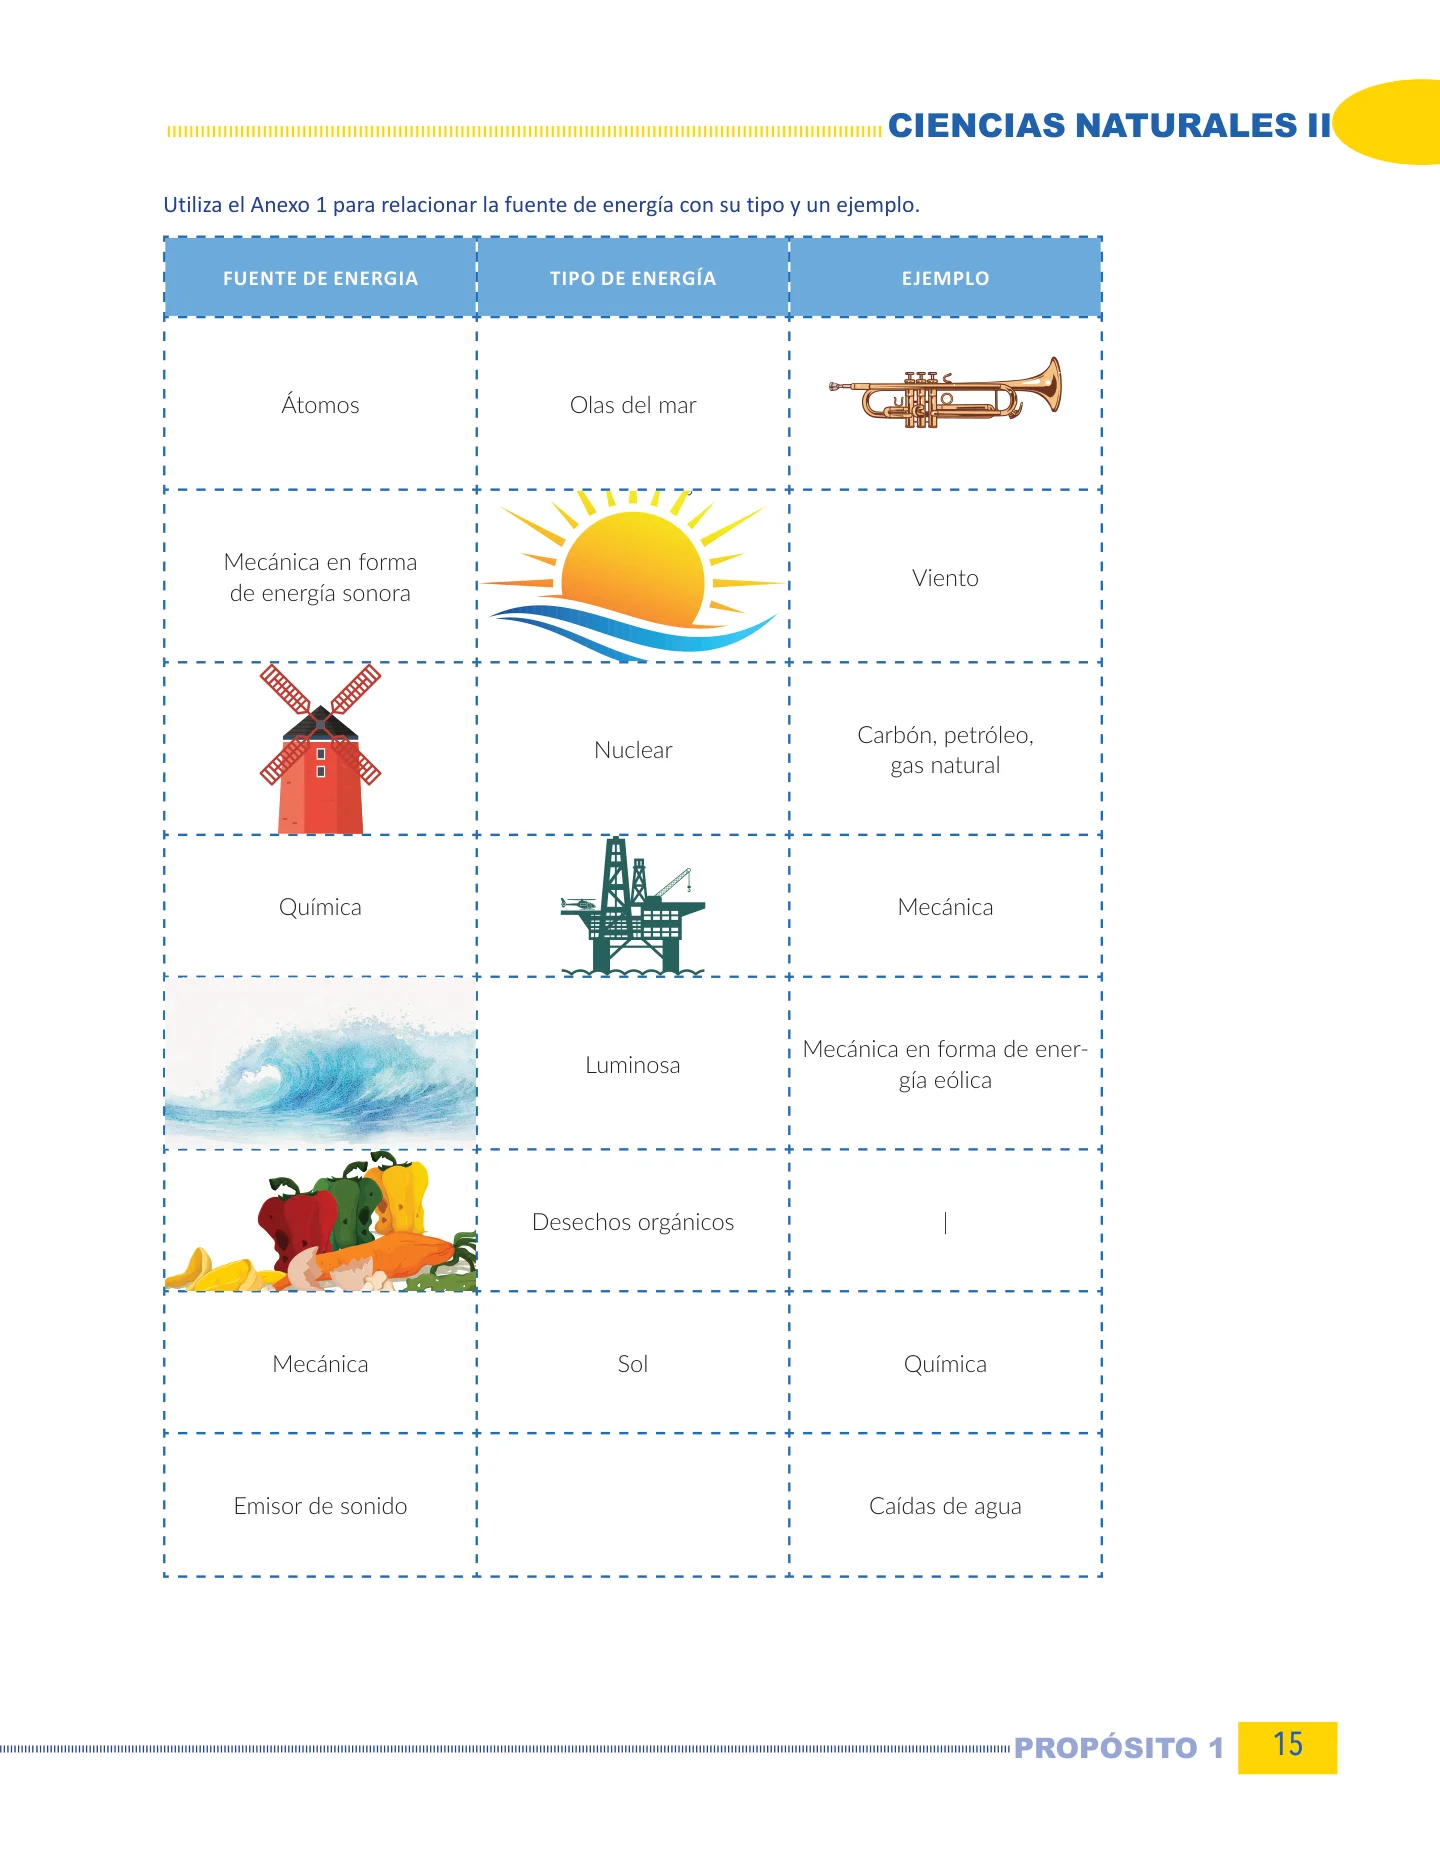 CIENCIAS NATURALES II
Utiliza el Anexo 1 para relacionar la fuente de energía con su tipo y un ejemplo.
FUENTE DE ENERGIA
TIPO DE ENERGÍA
EJEMPLO
Átomos
Olas del mar
Mecánica en forma
de energía sonora
Viento
Nuclear
Carbón, petróleo,
gas natural
Química
Mecánica
Luminosa
Mecánica en forma de ener-
gía eólica
Desechos orgánicos
|
Mecánica
Sol
Química
Emisor de sonido
Caídas de agua
PROPÓSITO 1
15